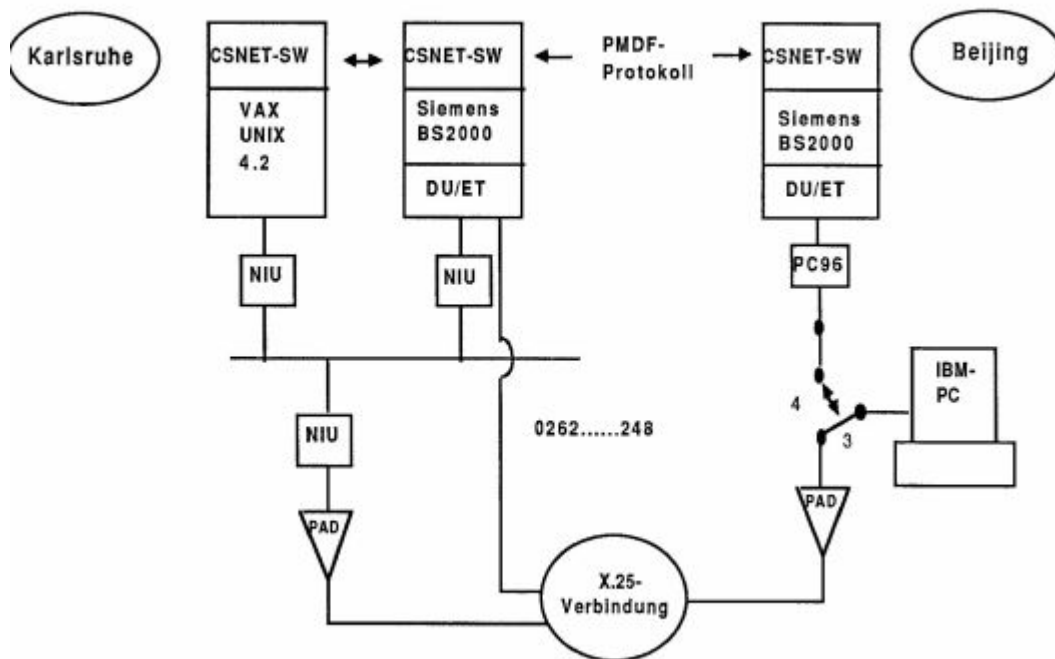 Karlsruhe
CSNET-SW
VAX
UNIX
4.2
NIU
CSNET-SW
Siemens
BS2000
DU/ET
NIU
PMDF-
Protokoll
CSNET-SW
Siemens
BS2000
DU/ET
PC96
Beijing
IBM-
PC
4
3
0262......248
NIU
PAD
PAD
X.25-
Verbindung